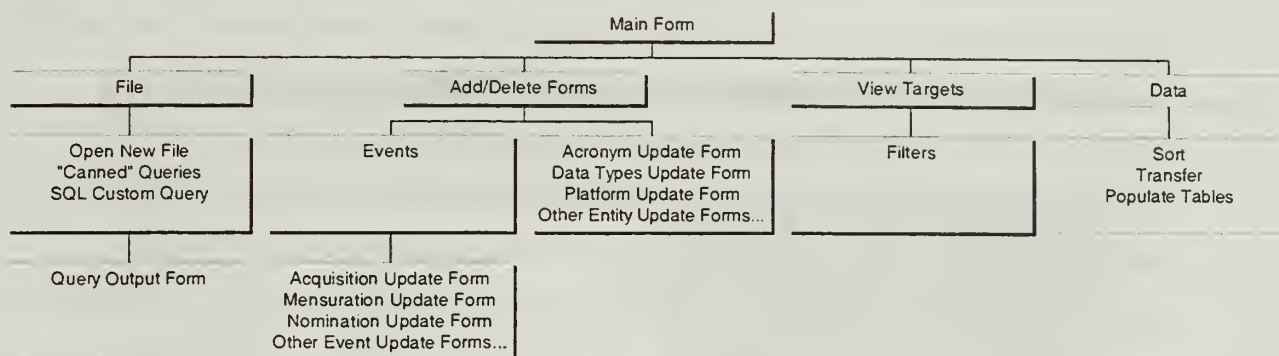 Main Form
File
Add/Delete Forms
View Targets
Data
Open New File
"Canned" Queries
SQL Custom Query
Events
Acronym Update Form
Data Types Update Form
Platform Update Form
Other Entity Update Forms...
Filters
Sort
Transfer
Populate Tables
Query Output Form
Acquisition Update Form
Mensuration Update Form
Nomination Update Form
Other Event Update Forms...